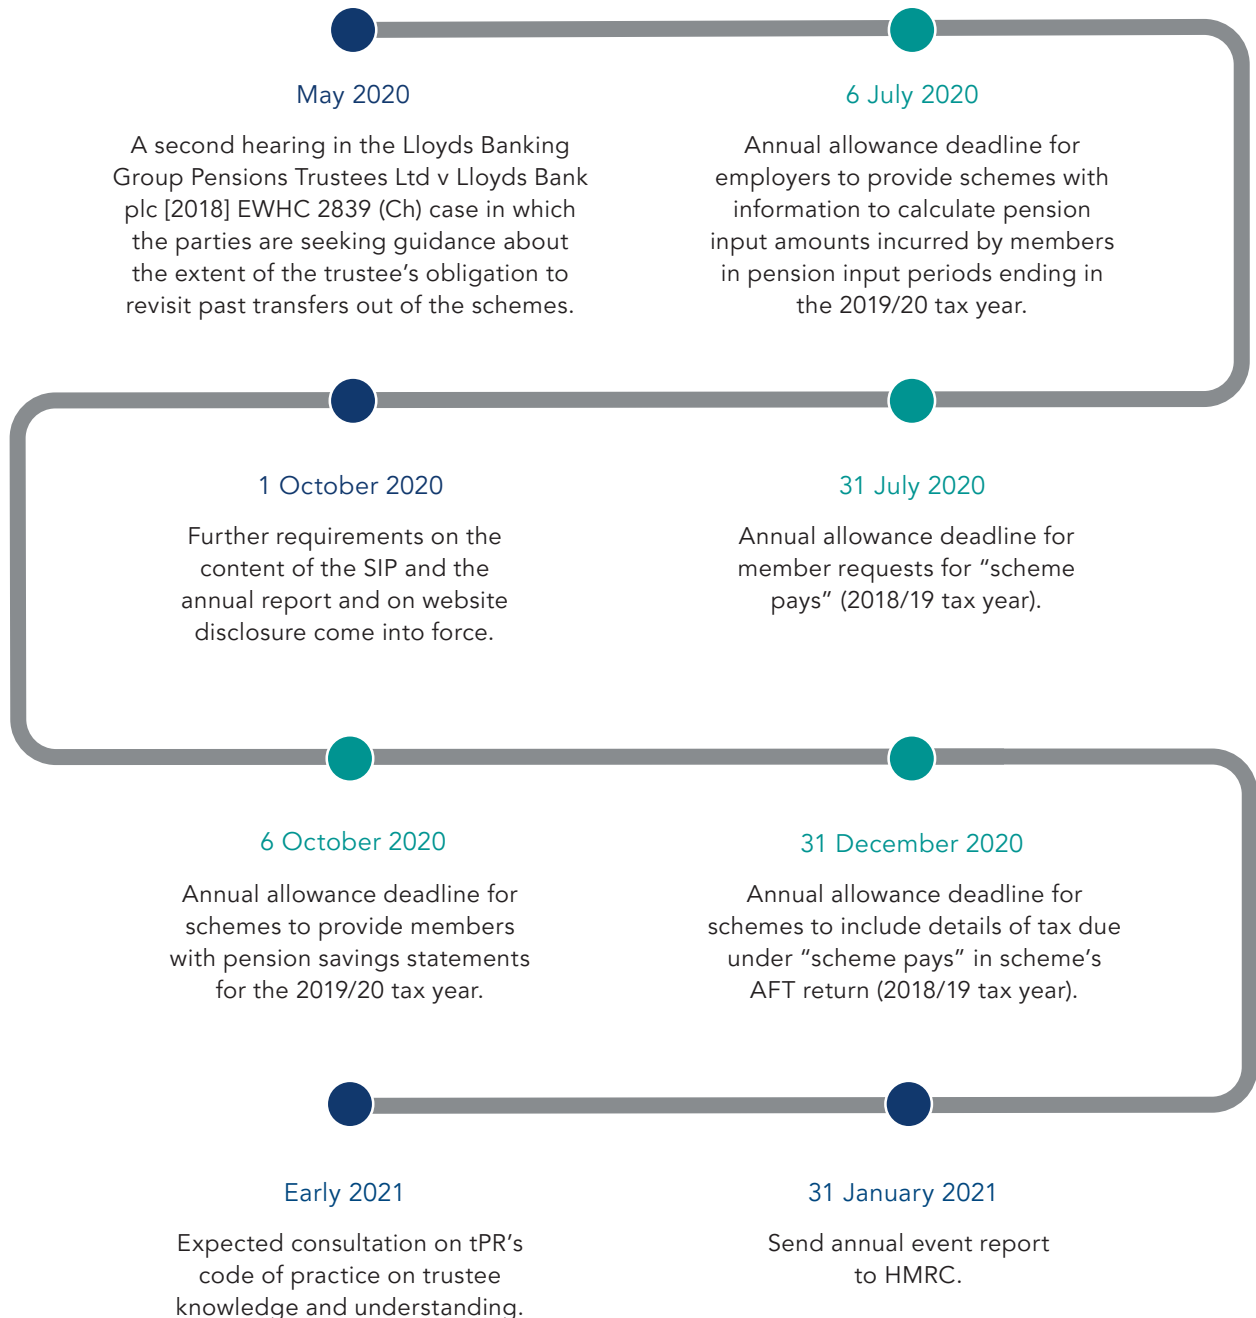 May 2020
A second hearing in the Lloyds Banking
Group Pensions Trustees Ltd v Lloyds Bank
plc [2018] EWHC 2839 (Ch) case in which
the parties are seeking guidance about
the extent of the trustee’s obligation to
revisit past transfers out of the schemes.
6 July 2020
Annual allowance deadline for
employers to provide schemes with
information to calculate pension
input amounts incurred by members
in pension input periods ending in
the 2019/20 tax year.
31 July 2020
Annual allowance deadline for
member requests for “scheme
pays” (2018/19 tax year).
1 October 2020
Further requirements on the
content of the SIP and the
annual report and on website
disclosure come into force.
6 October 2020
Annual allowance deadline for
schemes to provide members
with pension savings statements
for the 2019/20 tax year.
31 December 2020
Annual allowance deadline for
schemes to include details of tax due
under “scheme pays” in scheme’s
AFT return (2018/19 tax year).
31 January 2021
Send annual event report
to HMRC.
Early 2021
Expected consultation on tPR’s
code of practice on trustee
knowledge and understanding.